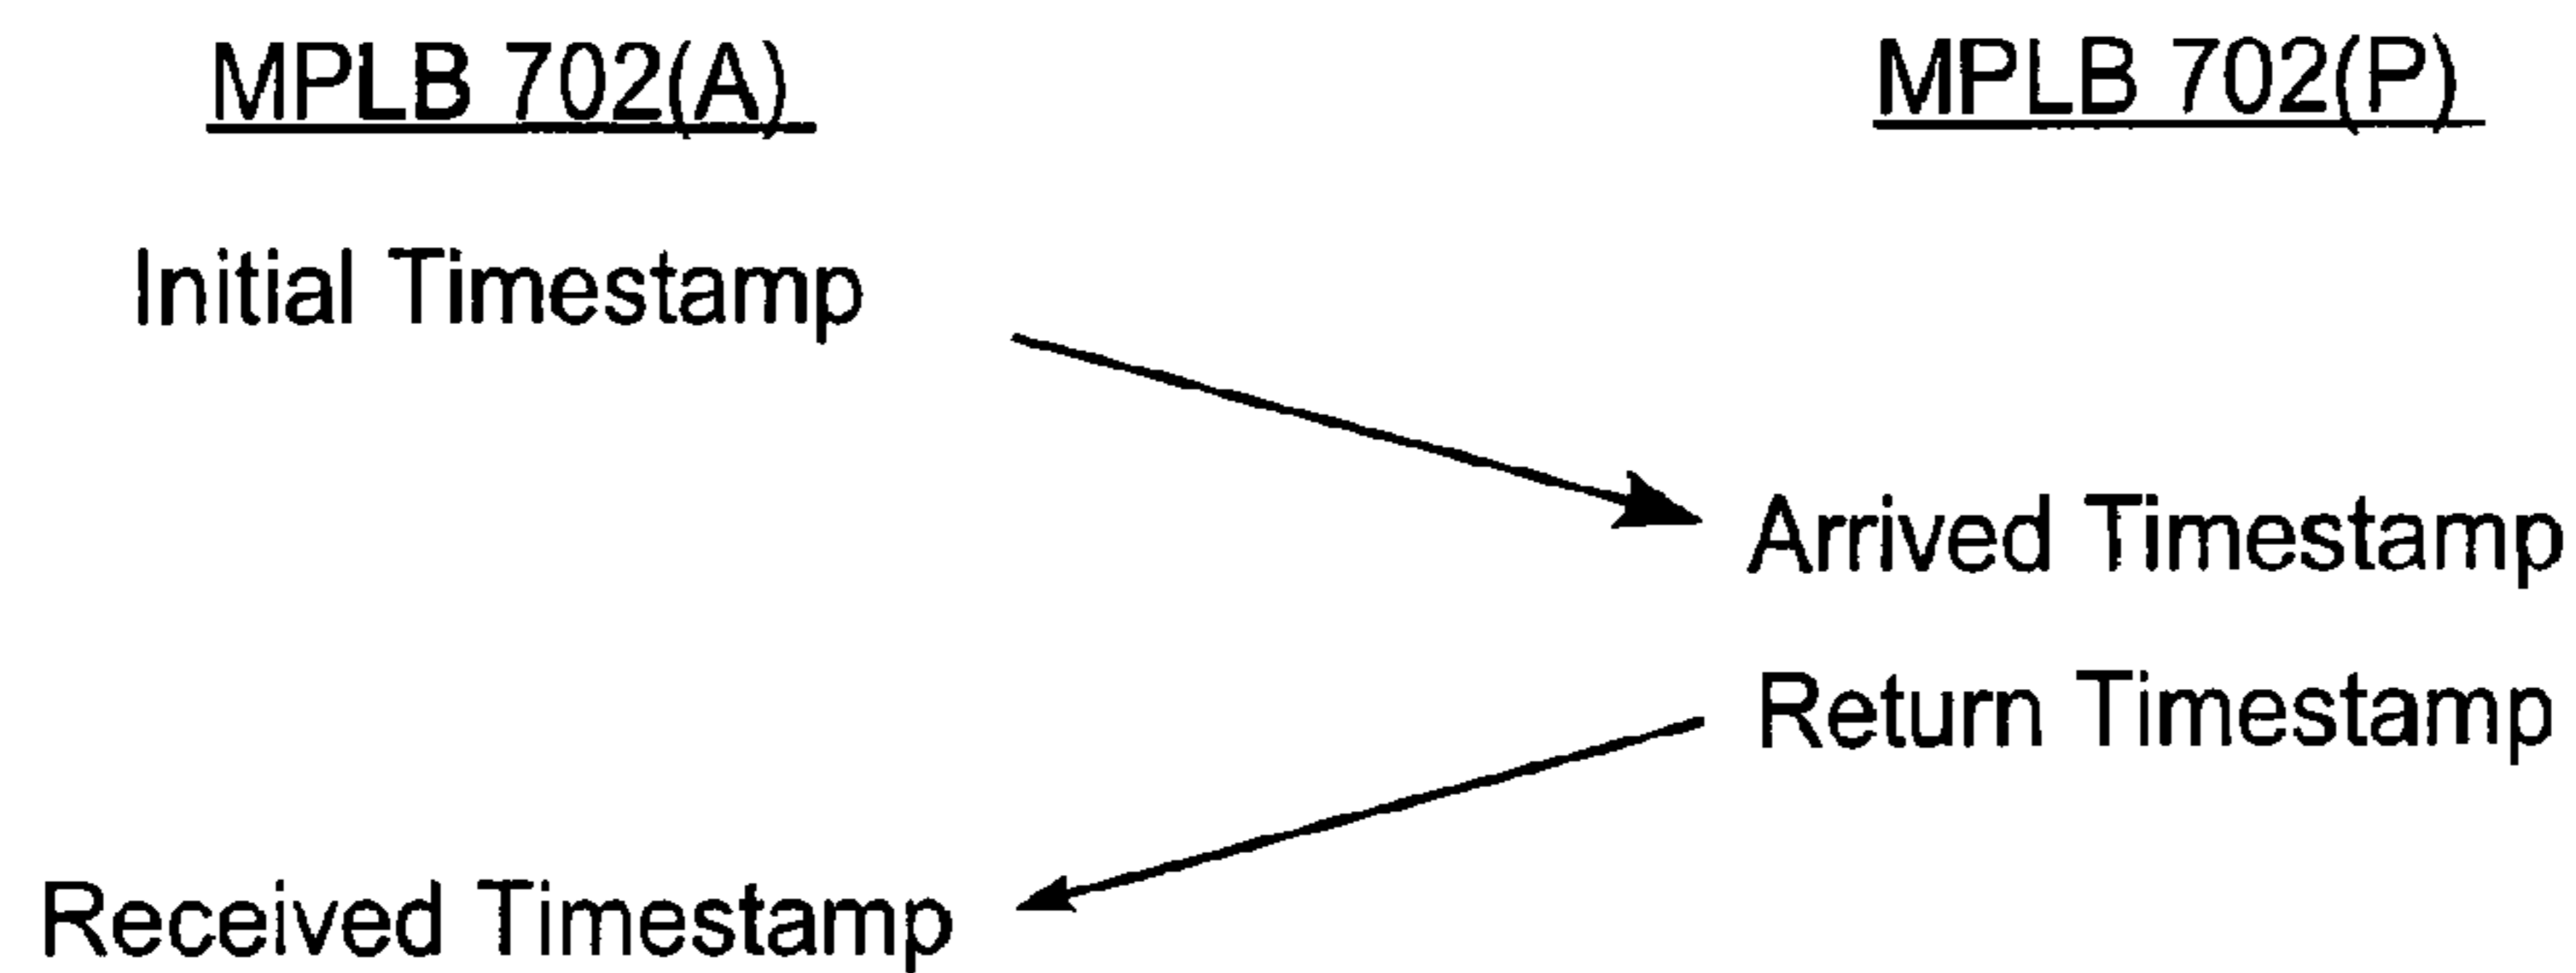 MPLB 702(A)
MPLB 702(P)
Initial Timestamp
Arrived Timestamp
Return Timestamp
Received Timestamp